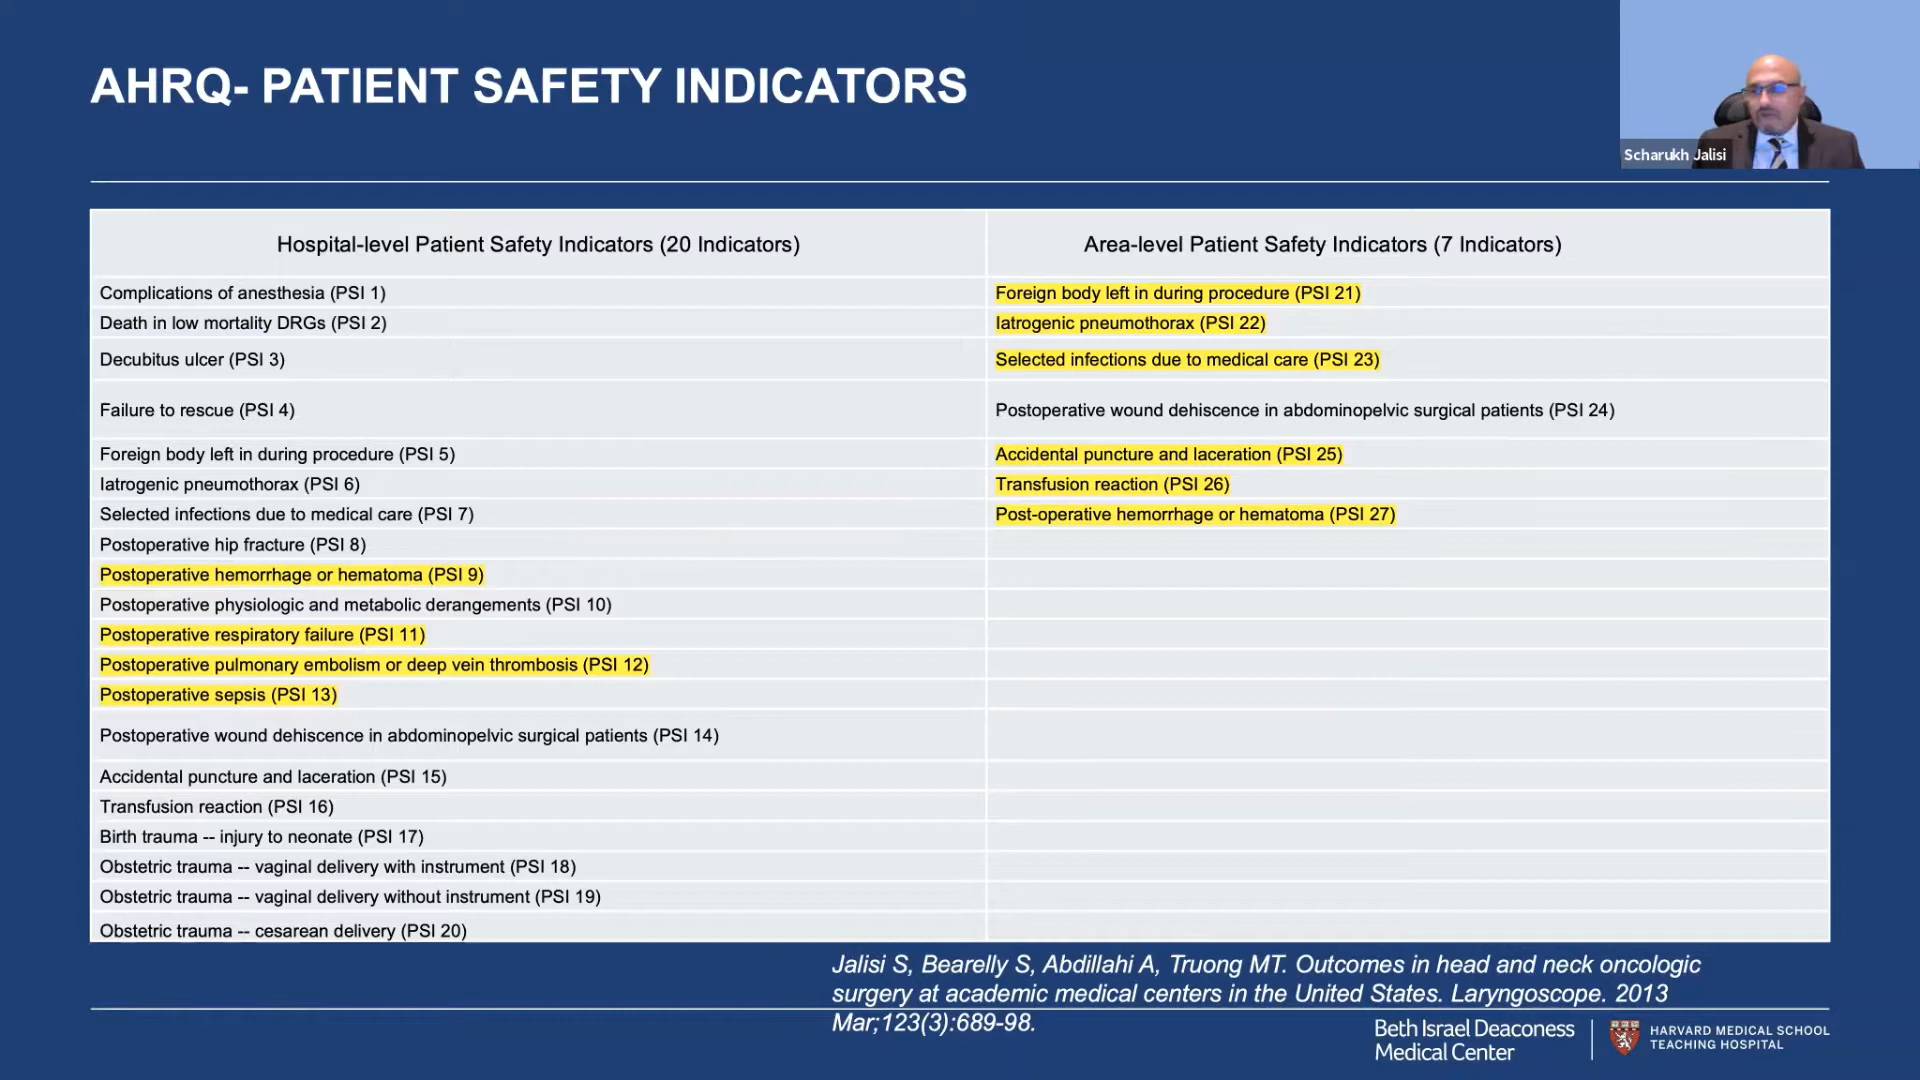 AHRQ- PATIENT SAFETY INDICATORS
Scharukh Jalisi
Hospital-level Patient Safety Indicators (20 Indicators)
Area-level Patient Safety Indicators (7 Indicators)
Complications of anesthesia (PSI 1)
Foreign body left in during procedure (PSI 21)
Death in low mortality DRGs (PSI 2)
Iatrogenic pneumothorax (PSI 22)
Decubitus ulcer (PSI 3)
Selected infections due to medical care (PSI 23)
Failure to rescue (PSI 4)
Postoperative wound dehiscence in abdominopelvic surgical patients (PSI 24)
Foreign body left in during procedure (PSI 5)
Accidental puncture and laceration (PSI 25)
Iatrogenic pneumothorax (PSI 6)
Transfusion reaction (PSI 26)
Selected infections due to medical care (PSI 7)
Post-operative hemorrhage or hematoma (PSI 27)
Postoperative hip fracture (PSI 8)
Postoperative hemorrhage or hematoma (PSI 9)
Postoperative physiologic and metabolic derangements (PSI 10)
Postoperative respiratory failure (PSI 11)
Postoperative pulmonary embolism or deep vein thrombosis (PSI 12)
Postoperative sepsis (PSI 13)
Postoperative wound dehiscence in abdominopelvic surgical patients (PSI 14)
Accidental puncture and laceration (PSI 15)
Transfusion reaction (PSI 16)
Birth trauma -- injury to neonate (PSI 17)
Obstetric trauma -- vaginal delivery with instrument (PSI 18)
Obstetric trauma -- vaginal delivery without instrument (PSI 19)
Obstetric trauma -- cesarean delivery (PSI 20)
Jalisi S, Bearelly S, Abdillahi A, Truong MT. Outcomes in head and neck oncologic
surgery at academic medical centers in the United States. Laryngoscope. 2013
Mar;123(3):689-98.
Beth Israel Deaconess
Medical Center
HARVARD MEDICAL SCHOOL
TEACHING HOSPITAL